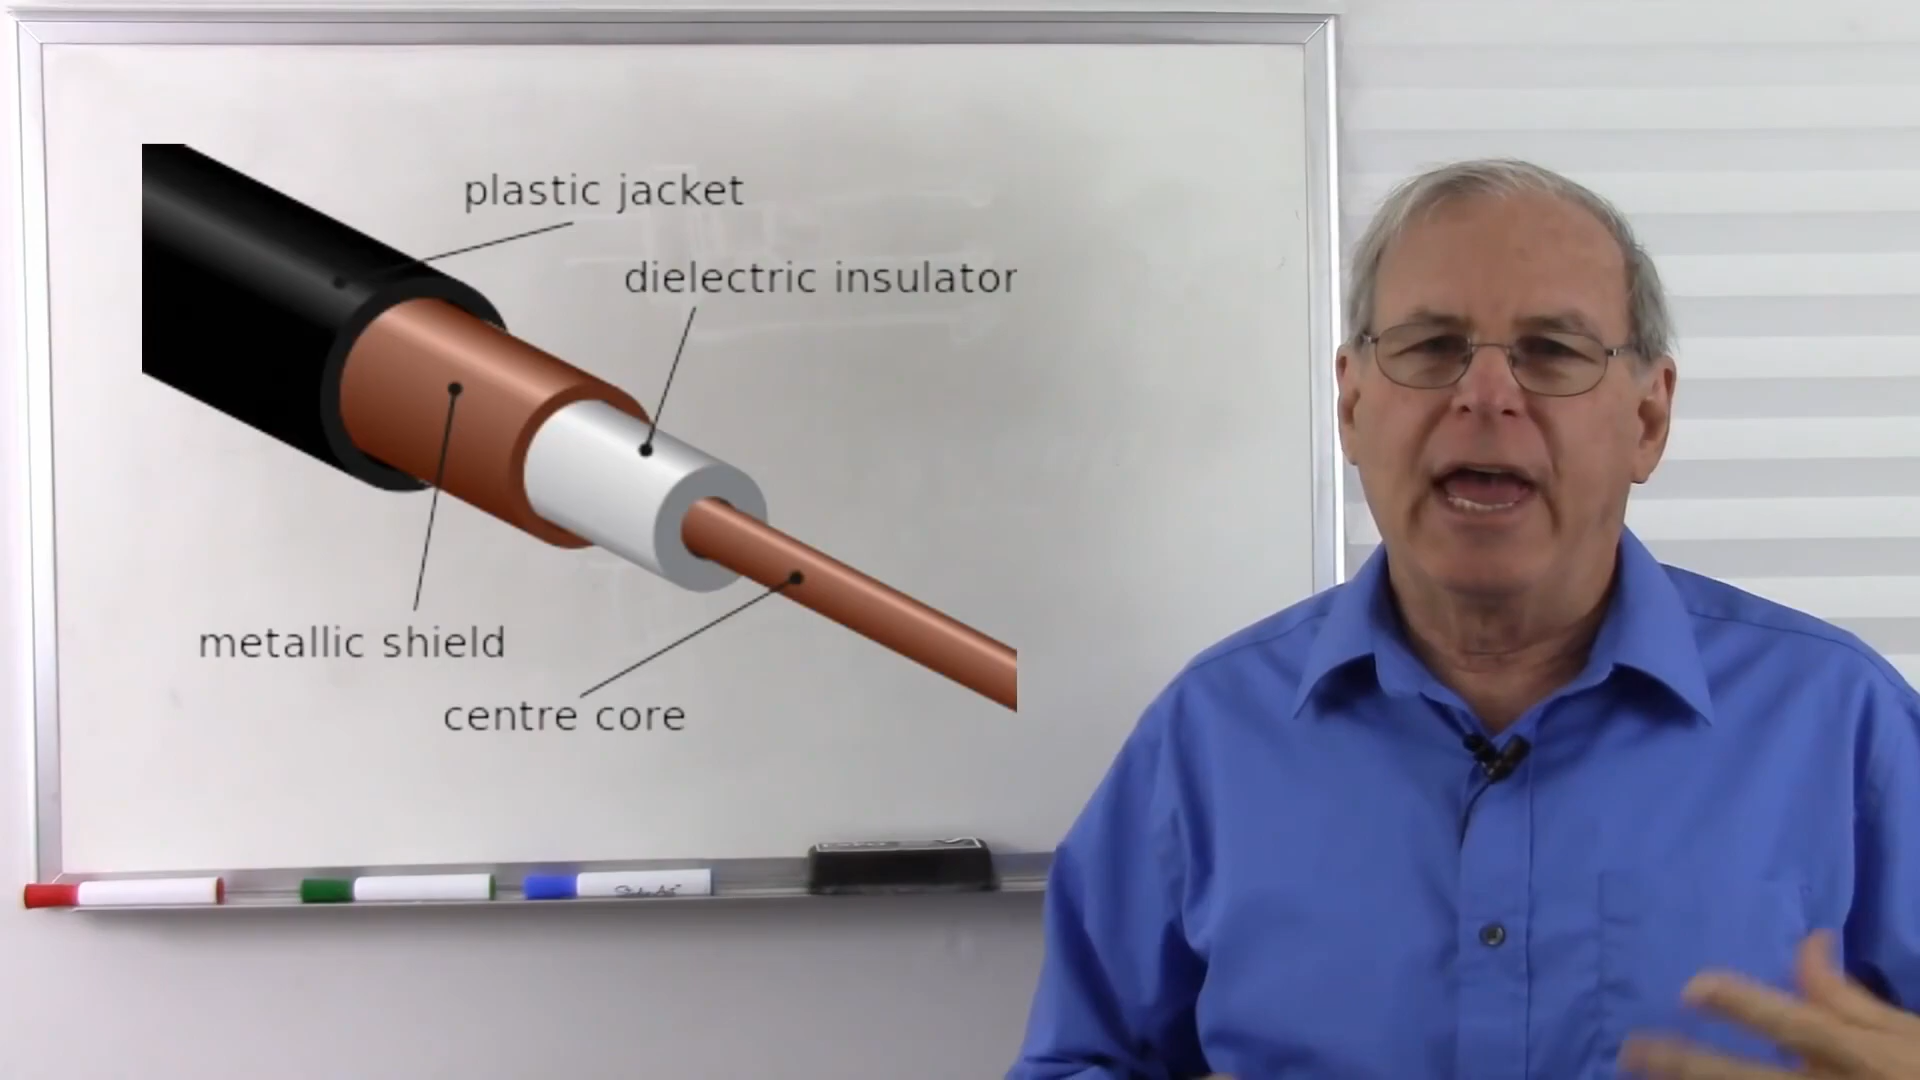 plastic jacket
dielectric insulator
metallic shield
centre core